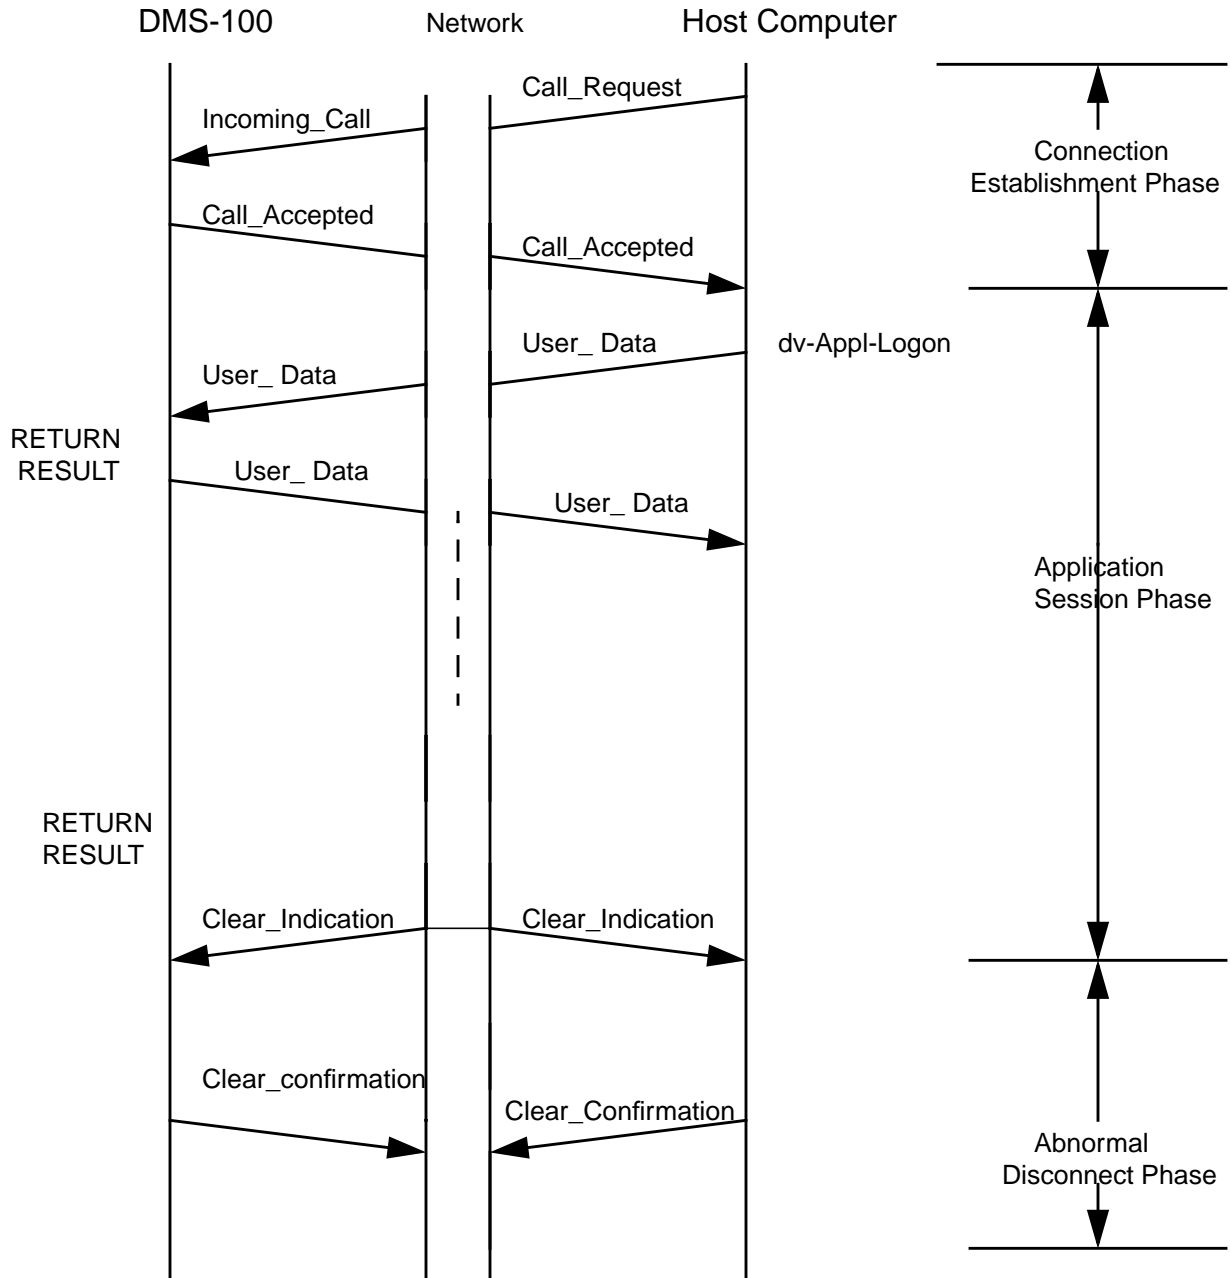 DMS-100 Network Host Computer
Call_Request
Incoming_Call
Connection
Establishment Phase
Call_Accepted
Call_Accepted
User_ Data dv-Appl-Logon
User_ Data
RETURN
RESULT
User_ Data
User_ Data
Application
Session Phase
RETURN
RESULT
Clear_Indication Clear_Indication
Clear_confirmation
Clear_Confirmation
Abnormal
Disconnect Phase